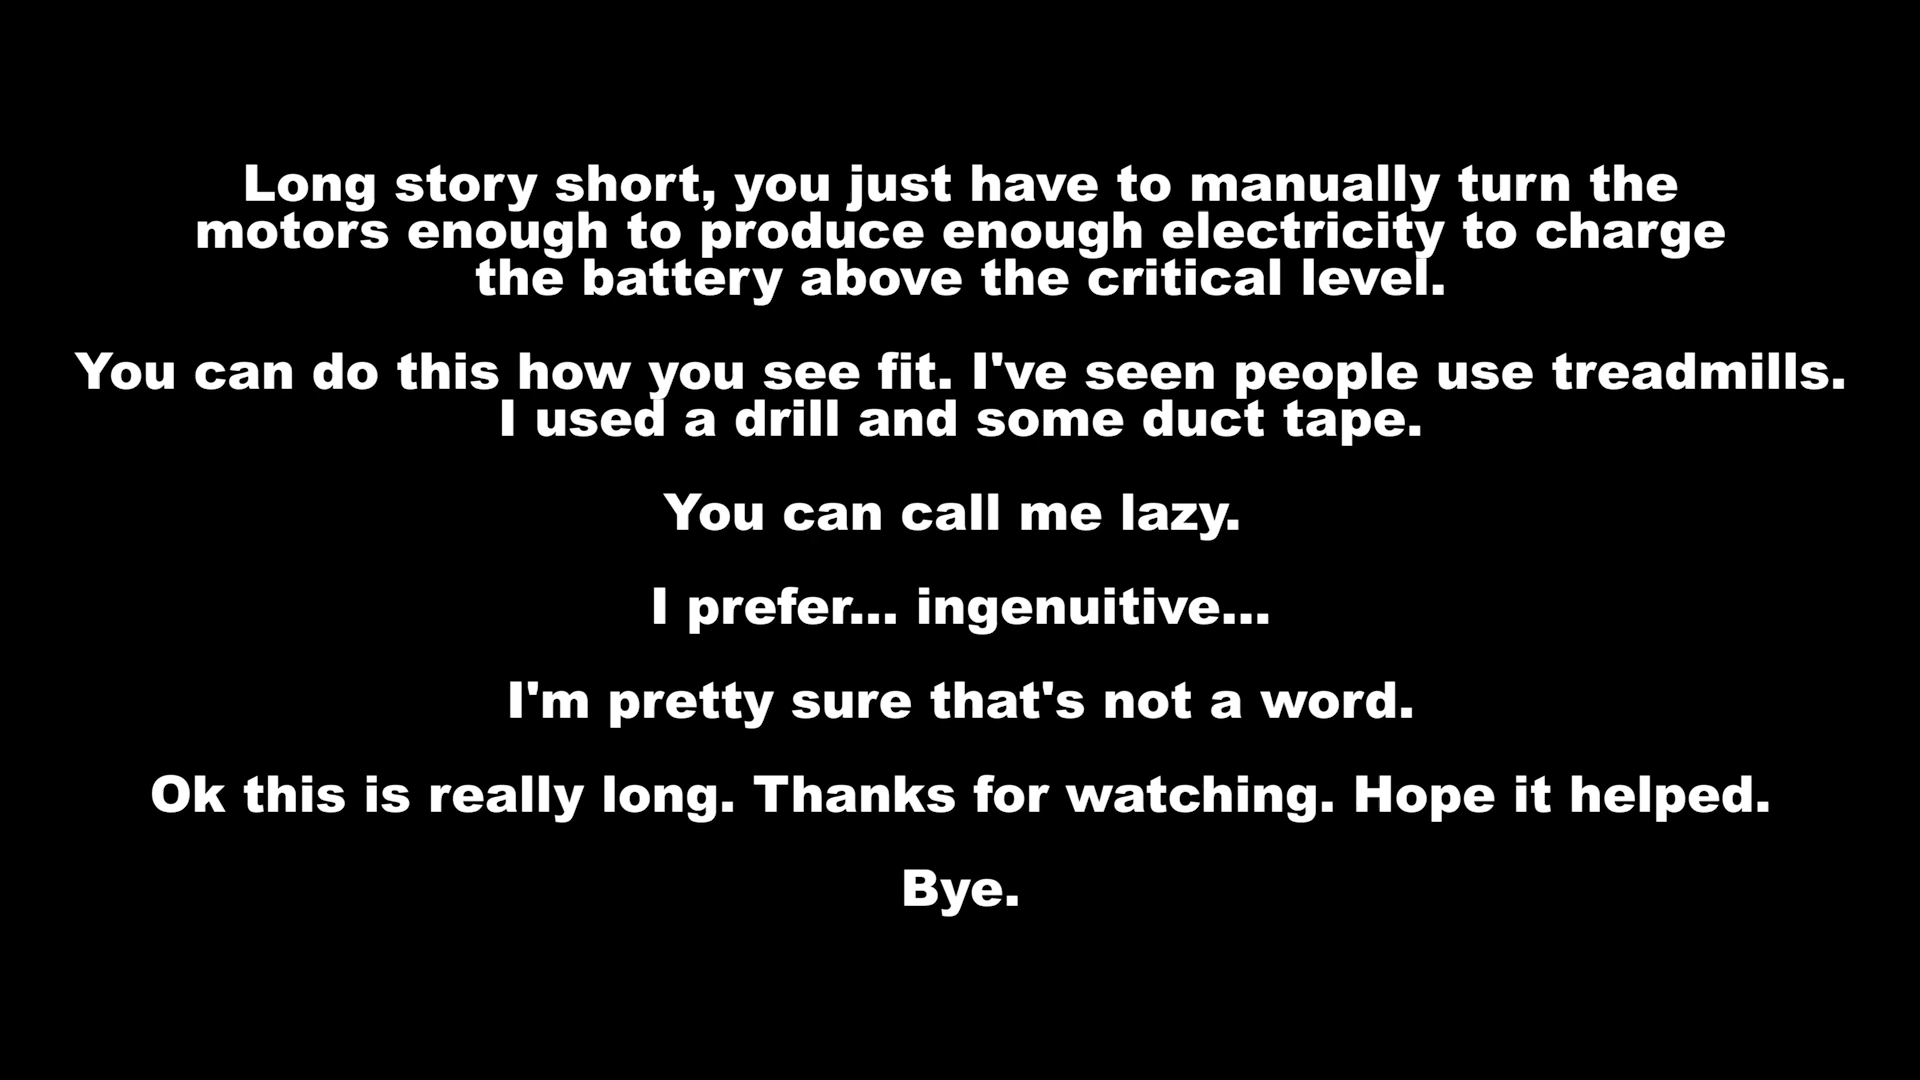 Long story short, you just have to manually turn the
motors enough to produce enough electricity to charge
the battery above the critical level.
You can do this how you see fit. I've seen people use treadmills.
I used a drill and some duct tape.
You can call me lazy.
I prefer... ingenuitive...
I'm pretty sure that's not a word.
Ok this is really long. Thanks for watching. Hope it helped.
Bye.